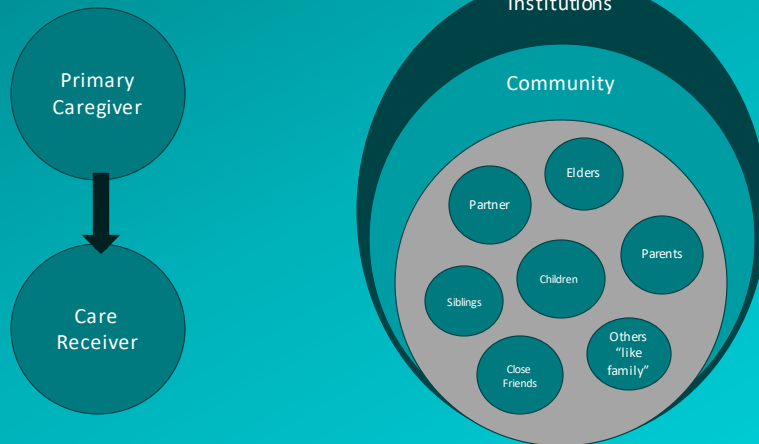 Primary
Caregiver
Care
Receiver
Institutions
Community
Elders
Partner
Parents
Children
Siblings
Others
“like
family”
Close
Friends